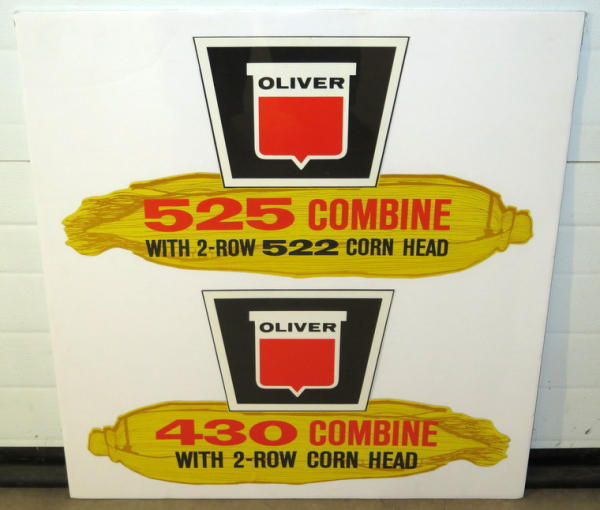 OLIVER
525 COMBINE
WITH 2-ROW 522 CORN HEAD
OLIVER
430 COMBINE
WITH 2-ROW CORN HEAD